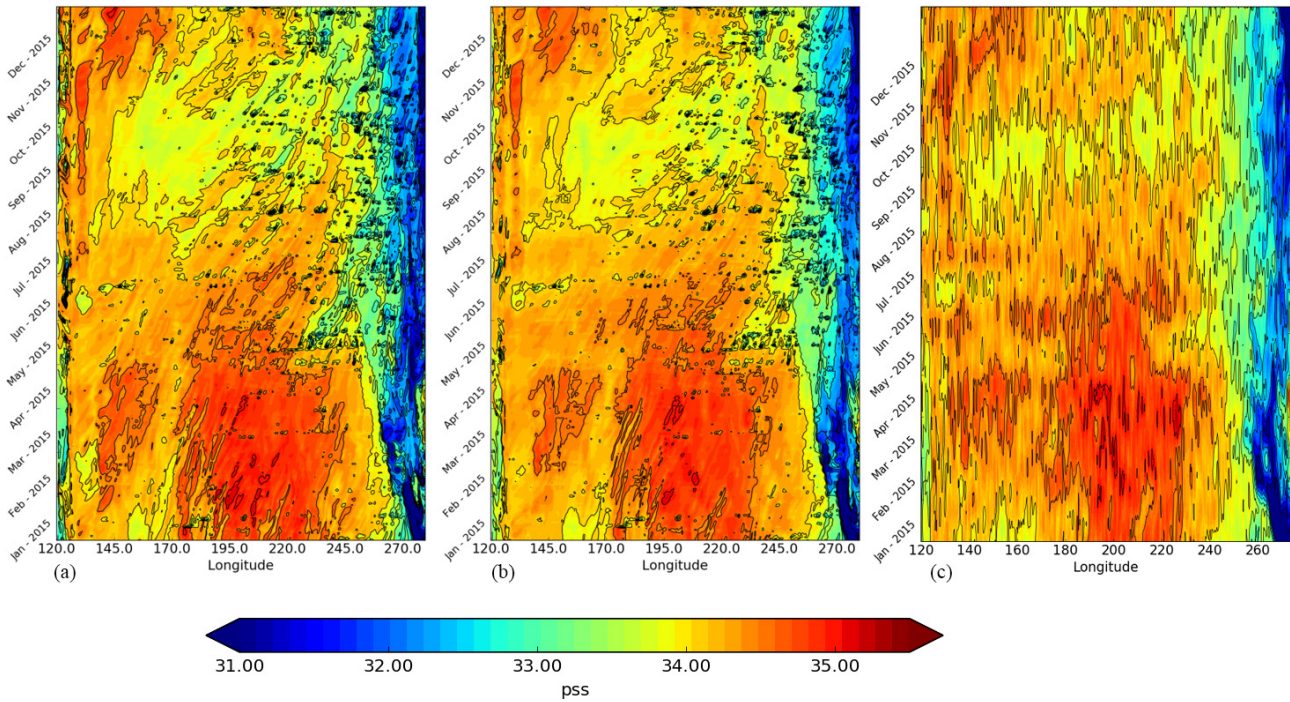 Dec - 2015
Nov - 2015
Oct - 2015
Sep - 2015
Aug - 2015
Jul - 2015
Jun - 2015
May - 2015
Apr - 2015
Mar - 2015
Feb - 2015
Jan - 2015
120.0 145.0 170.0 195.0 220.0 245.0 270.0
Longitude
(a)
Dec - 2015
Nov - 2015
Oct - 2015
Sep - 2015
Aug - 2015
Jul - 2015
Jun - 2015
May - 2015
Apr - 2015
Mar - 2015
Feb - 2015
Jan - 2015
120.0 145.0 170.0 195.0 220.0 245.0 270.0
Longitude
(b)
Dec - 2015
Nov - 2015
Oct - 2015
Sep - 2015
Aug - 2015
Jul - 2015
Jun - 2015
May - 2015
Apr - 2015
Mar - 2015
Feb - 2015
Jan - 2015
120 140 160 180 200 220 240 260
Longitude
(c)
31.00 32.00 33.00 34.00 35.00
pss